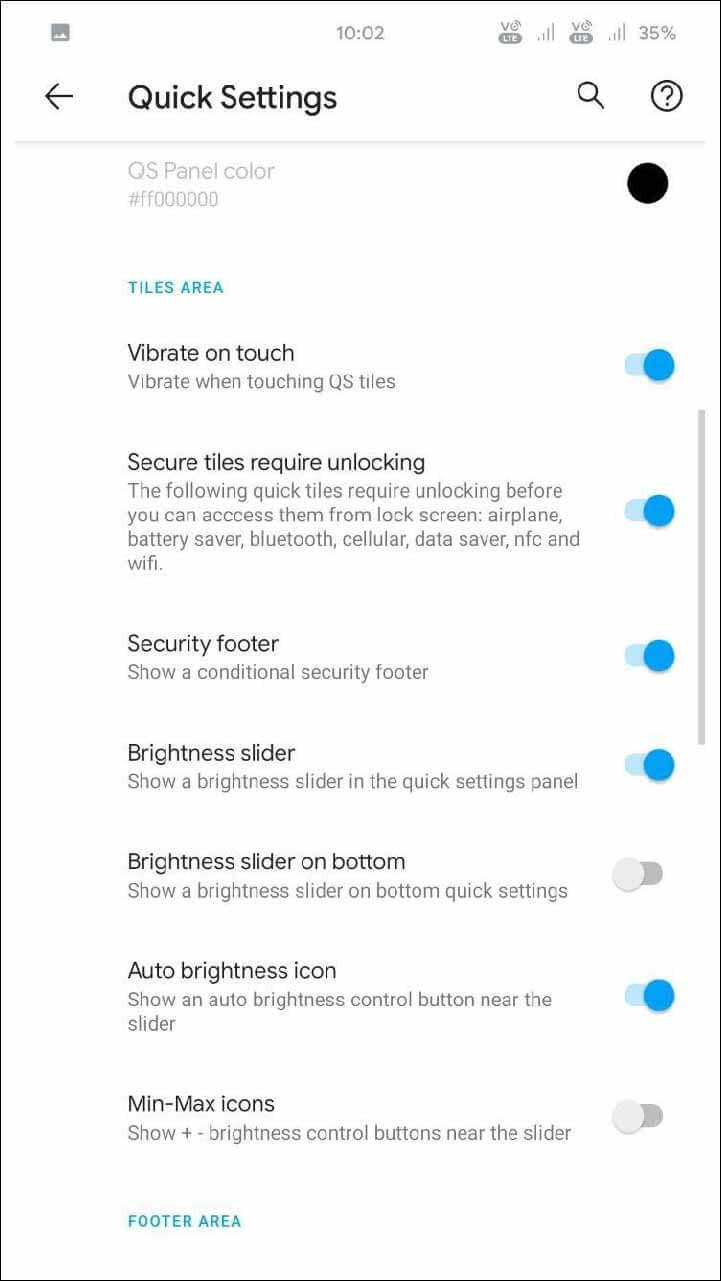 10:02 VO LTE VO LTE 35%
Quick Settings
QS Panel color
#ff000000
TILES AREA
Vibrate on touch
Vibrate when touching QS tiles
Secure tiles require unlocking
The following quick tiles require unlocking before
you can acccess them from lock screen: airplane,
battery saver, bluetooth, cellular, data saver, nfc and
wifi.
Security footer
Show a conditional security footer
Brightness slider
Show a brightness slider in the quick settings panel
Brightness slider on bottom
Show a brightness slider on bottom quick settings
Auto brightness icon
Show an auto brightness control button near the
slider
Min-Max icons
Show + - brightness control buttons near the slider
FOOTER AREA